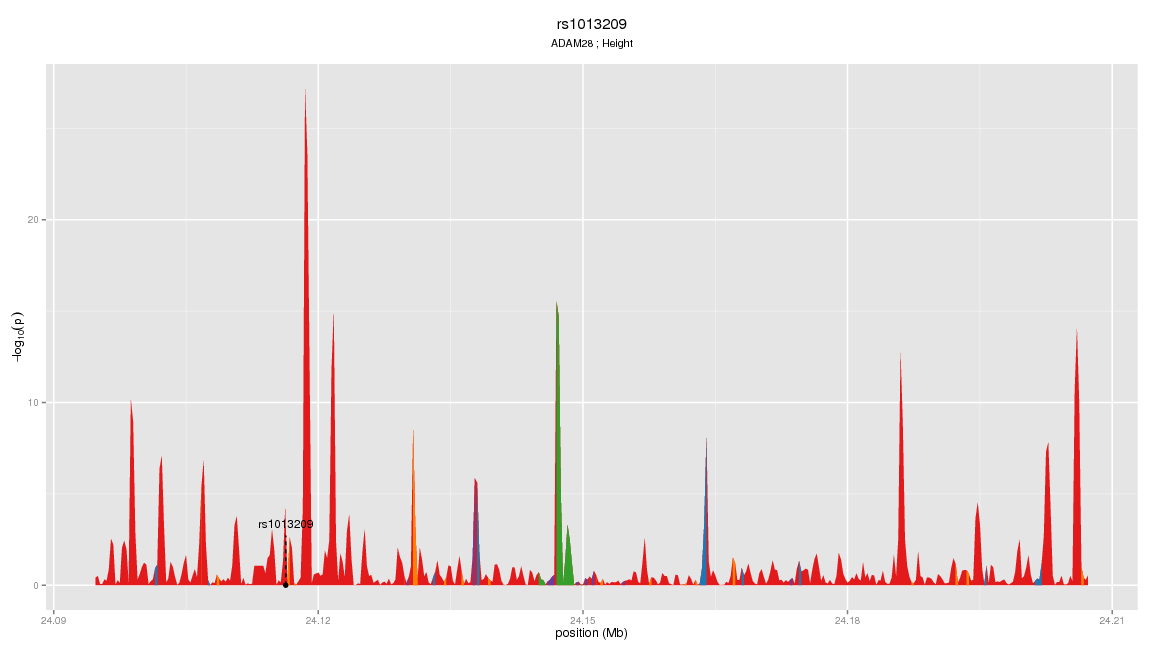 rs1013209
ADAM28 ; Height
−log10(p)
20
10
0
rs1013209
24.09
24.12
24.15
24.18
24.21
position (Mb)